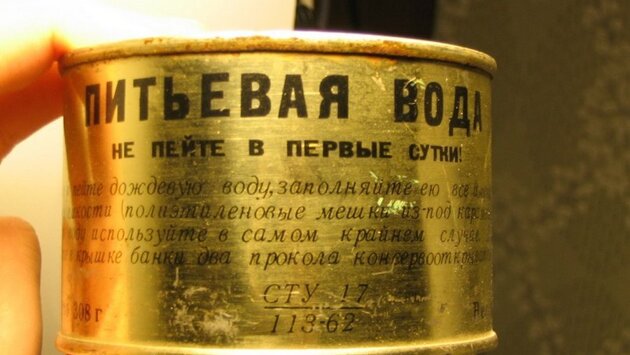 ПИТЬЕВАЯ ВОДА
НЕ ПЕЙТЕ В ПЕРВЫЕ СУТКИ!
пейте дождевую воду, заполняйте ею все
(полиэтиленовые мешки из-под
используйте в самом крайнем случае
крышке банки два прокола
СТУ 17
113-62
208 г